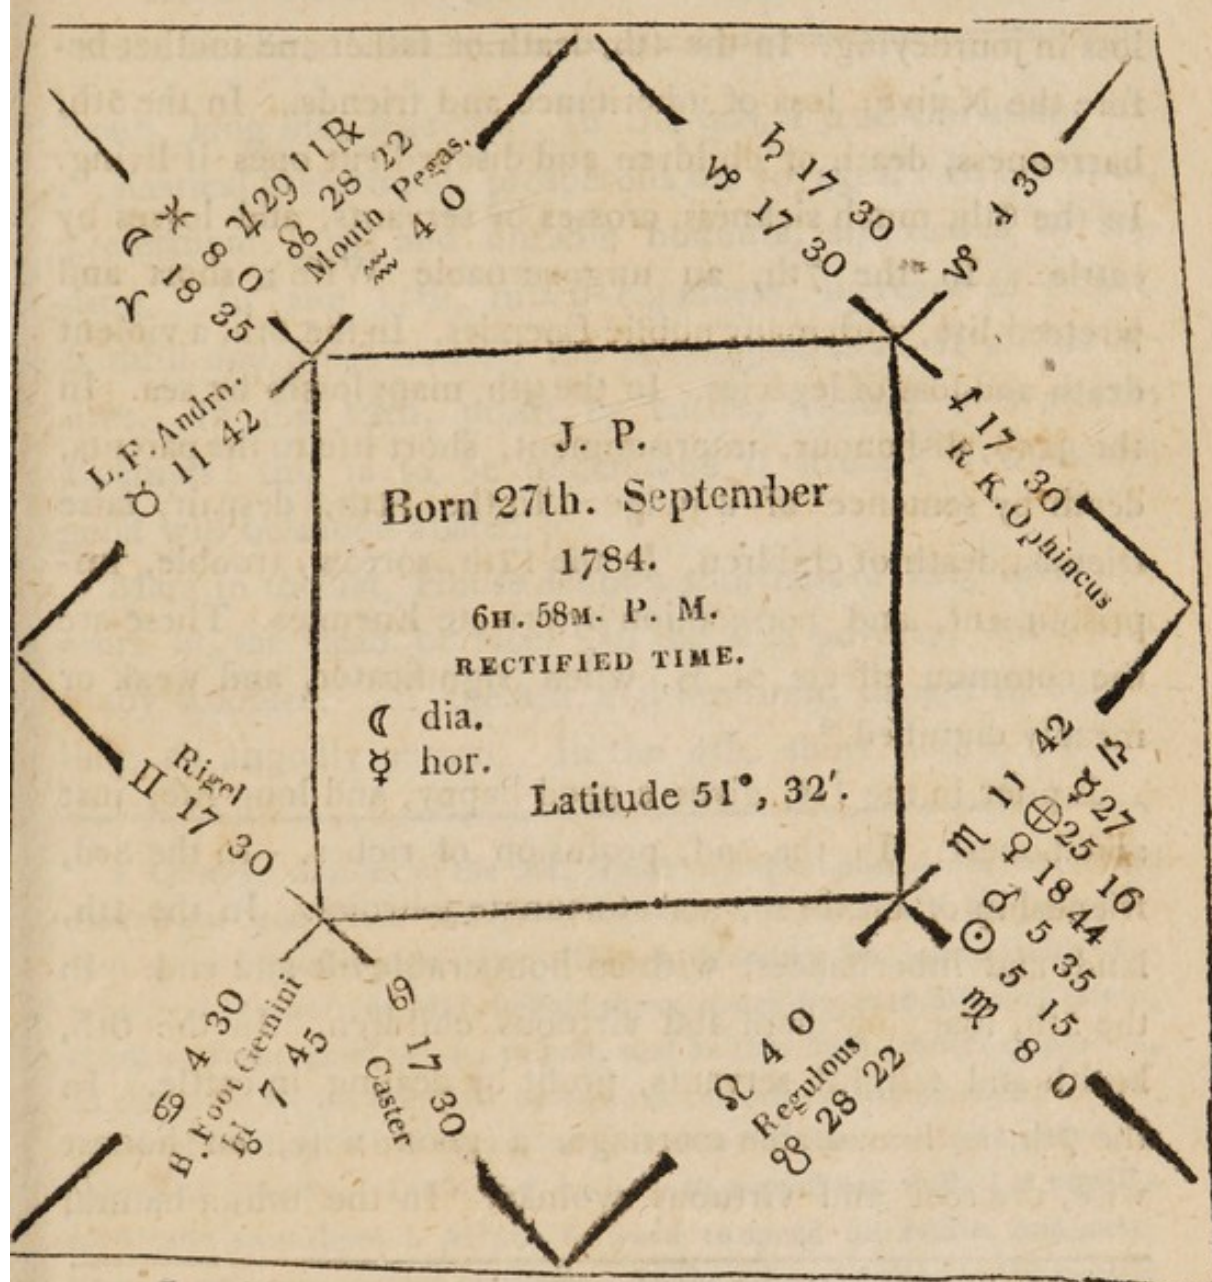 ♃ 29 11 ℞
☊ 28 22
Mouth Pegas.
♒ 4 0
♓ 8 0
☾ 18 35
♈
♄ 17 30
♑ 17 30
♑ 4 30
L.F. Andro.
♉ 11 42
♐ 17 30
R K. Ophincus
J. P.
Born 27th. September
1784.
6H. 58M. P. M.
RECTIFIED TIME.
☾ dia.
☿ hor.
Latitude 51°, 32′.
Rigel
♊ 17 30
♏ 11 42
♎
☿ 27
⊕ 25 16
♀ 18 44
♂ 5 35
☉ 5 15
♍ 8 0
♋ 4 30
B. Foot Gemini
♅ 7 45
♋ 17 30
Caster
♌ 4 0
Regulous
☋ 28 22